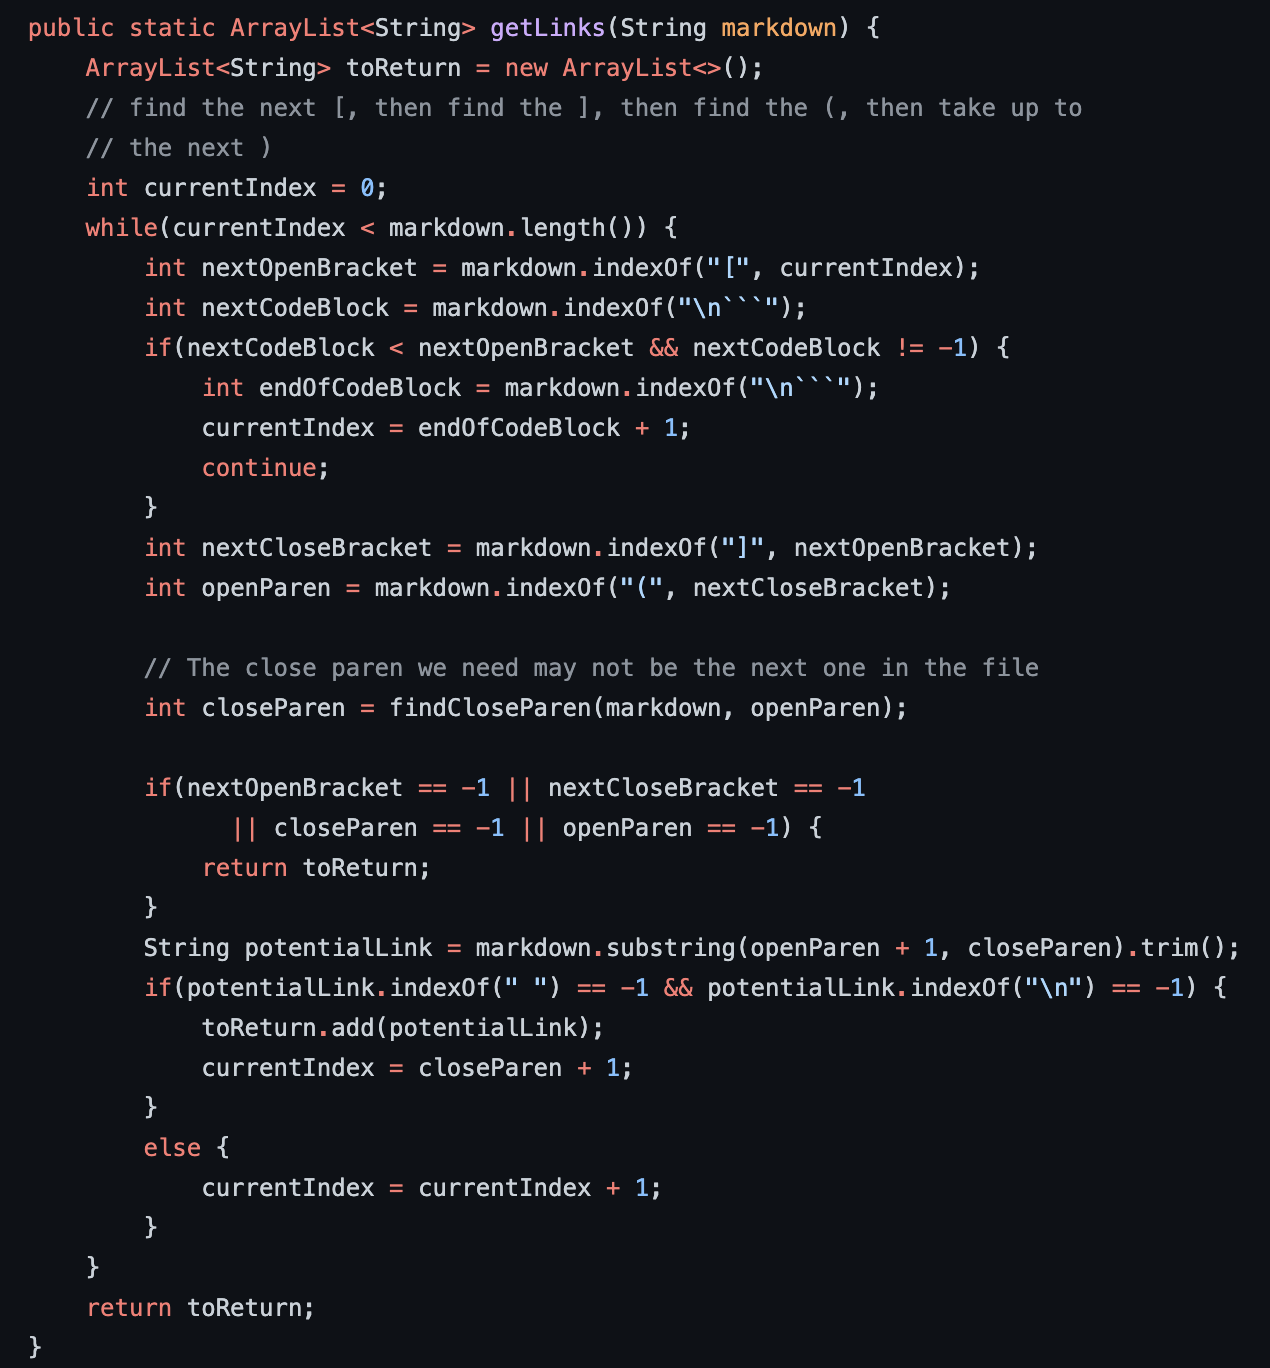 public static ArrayList<String> getLinks(String markdown) {
    ArrayList<String> toReturn = new ArrayList<>();
    // find the next [, then find the ], then find the (, then take up to
    // the next )
    int currentIndex = 0;
    while(currentIndex < markdown.length()) {
        int nextOpenBracket = markdown.indexOf("[", currentIndex);
        int nextCodeBlock = markdown.indexOf("\n```");
        if(nextCodeBlock < nextOpenBracket && nextCodeBlock != -1) {
            int endOfCodeBlock = markdown.indexOf("\n```");
            currentIndex = endOfCodeBlock + 1;
            continue;
        }
        int nextCloseBracket = markdown.indexOf("]", nextOpenBracket);
        int openParen = markdown.indexOf("(", nextCloseBracket);

        // The close paren we need may not be the next one in the file
        int closeParen = findCloseParen(markdown, openParen);

        if(nextOpenBracket == -1 || nextCloseBracket == -1
              || closeParen == -1 || openParen == -1) {
            return toReturn;
        }
        String potentialLink = markdown.substring(openParen + 1, closeParen).trim();
        if(potentialLink.indexOf(" ") == -1 && potentialLink.indexOf("\n") == -1) {
            toReturn.add(potentialLink);
            currentIndex = closeParen + 1;
        }
        else {
            currentIndex = currentIndex + 1;
        }
    }
    return toReturn;
}